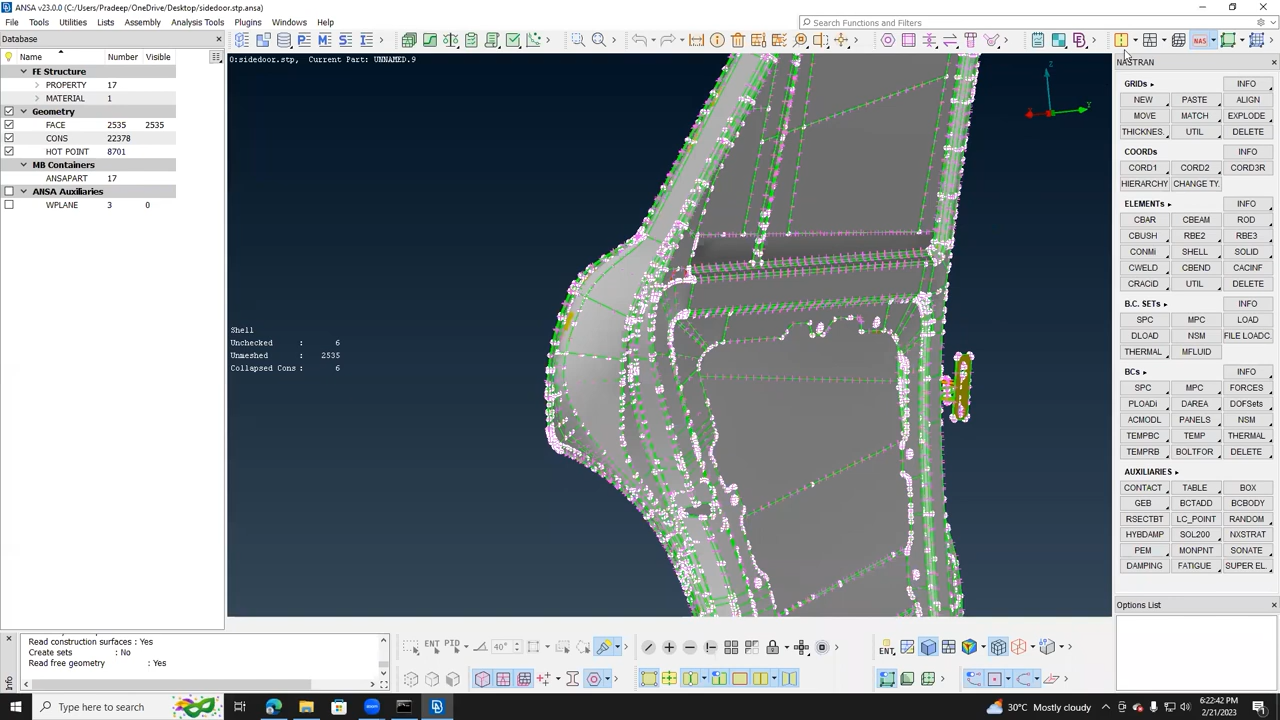 ANSA v23.0.0 (C:/Users/Pradeep/OneDrive/Desktop/sidedoor.stp.ansa)
File Tools Utilities Lists Assembly Analysis Tools Plugins Windows Help
Search Functions and Filters
Database
Name Number Visible
FE Structure
PROPERTY 17
MATERIAL 1
Geometry
FACE 2535 2535
CONS 22378
HOT POINT 8701
MB Containers
ANSAPART 17
ANSA Auxiliaries
WPLANE 3 0
0:sidedoor.stp, Current Part: UNNAMED.9
Z
Y
X
Shell
Unchecked : 6
Unmeshed : 2535
Collapsed Cons : 6
NAS
NASTRAN
GRIDs INFO
NEW PASTE ALIGN
MOVE MATCH EXPLODE
THICKNES. UTIL DELETE
COORDs INFO
CORD1 CORD2 CORD3R
HIERARCHY CHANGE TY.
ELEMENTs INFO
CBAR CBEAM ROD
CBUSH RBE2 RBE3
CONMi SHELL SOLID
CWELD CBEND CACINF
CRACiD UTIL DELETE
B.C. SETs INFO
SPC MPC LOAD
DLOAD NSM FILE LOADC.
THERMAL MFLUID
BCs INFO
SPC MPC FORCES
PLOADi DAREA DOFSets
ACMODL PANELS NSM
TEMPBC TEMP THERMAL
TEMPRB BOLTFOR DELETE
AUXILIARIES
CONTACT TABLE BOX
GEB BCTADD BCBODY
RSECTBT LC_POINT RANDOM
HYBDAMP SOL200 NXSTRAT
PEM MONPNT SONATE
DAMPING FATIGUE SUPER EL.
Options List
Info
Read construction surfaces : Yes
Create sets : No
Read free geometry : Yes
ENT PID 40°
ENT
Type here to search
30°C Mostly cloudy
6:22:42 PM
2/21/2023